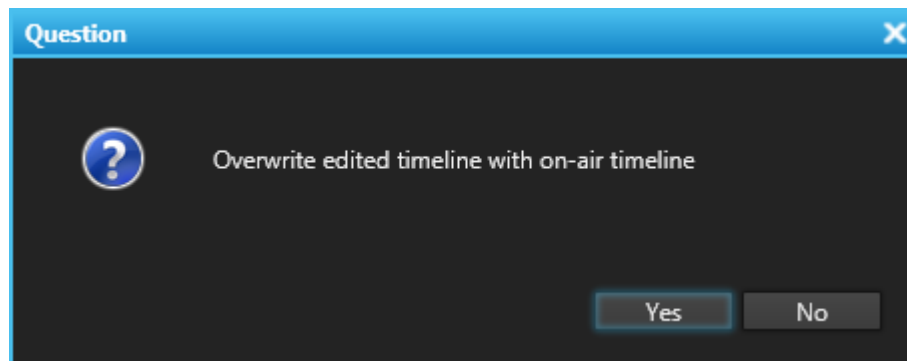 Question
Overwrite edited timeline with on-air timeline
Yes No